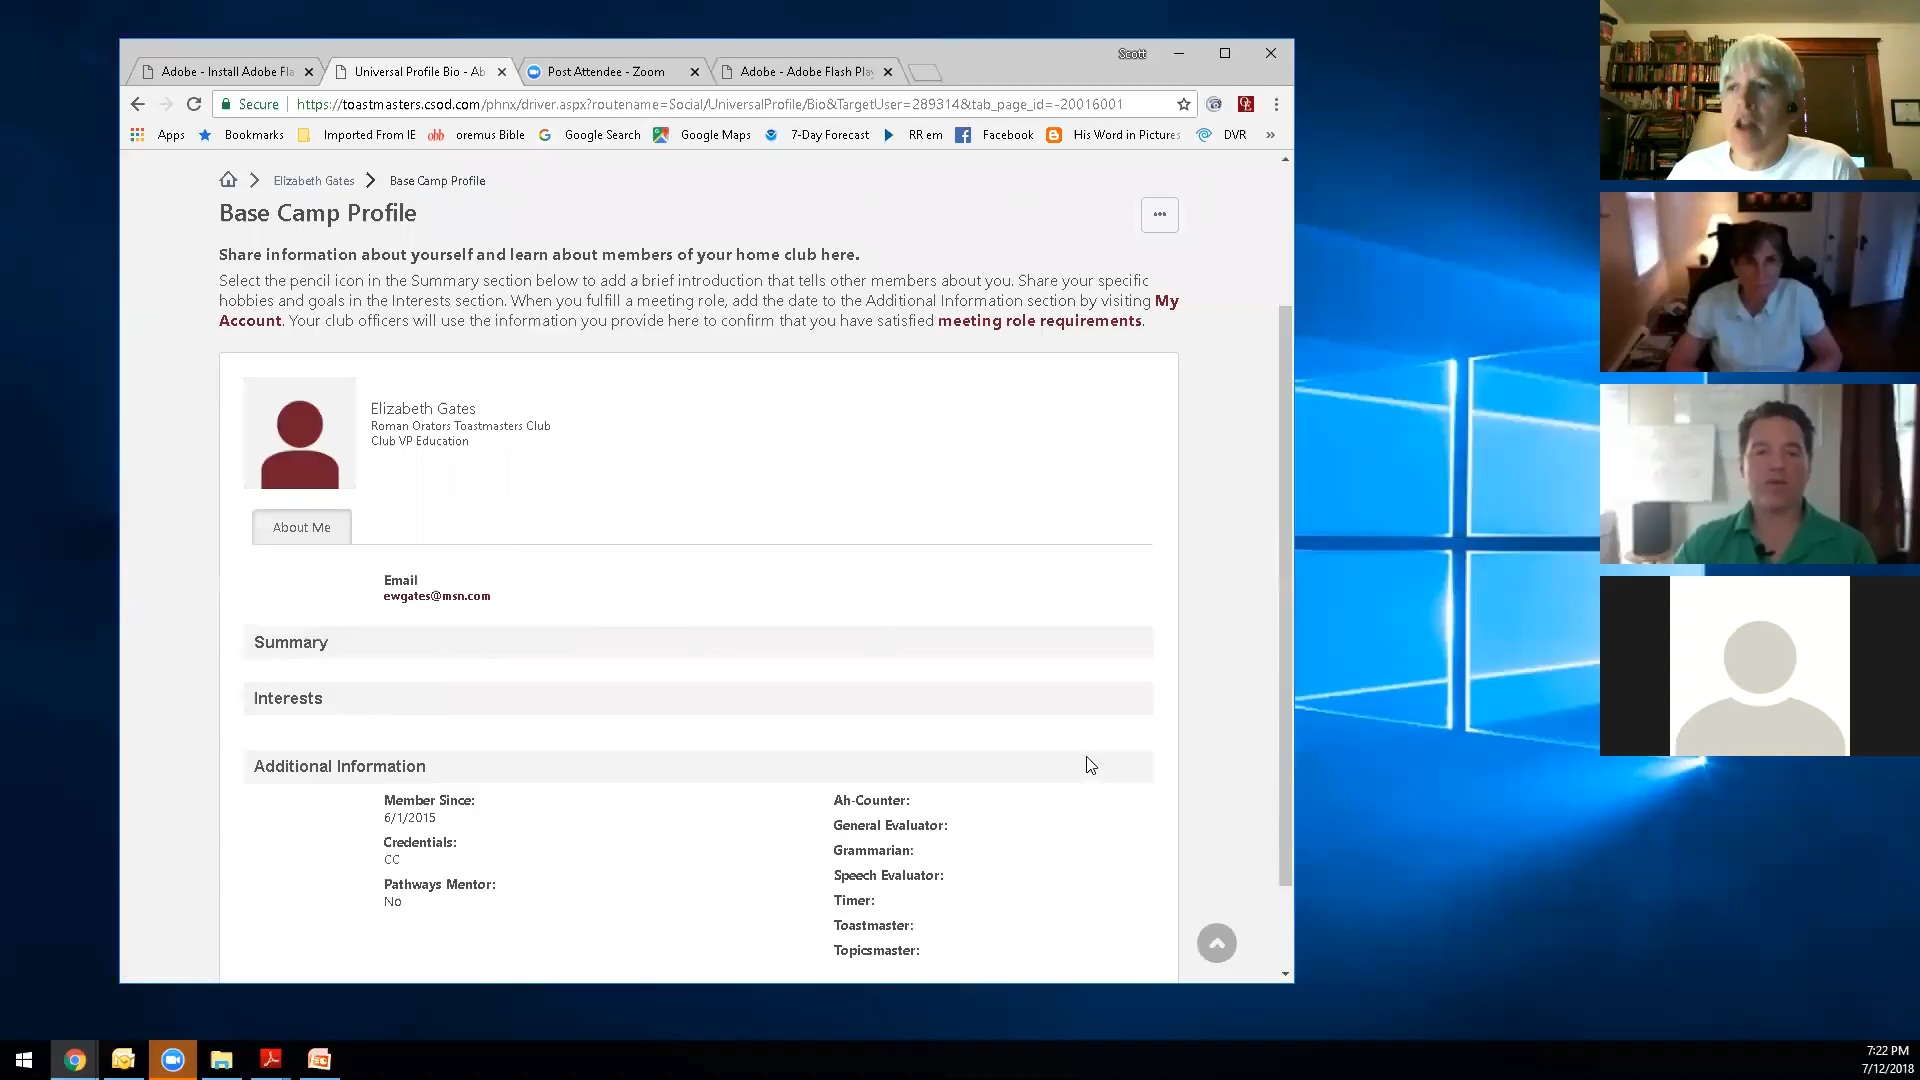 Scott
Adobe - Install Adobe Fla
Universal Profile Bio - Ab
Post Attendee - Zoom
Adobe - Adobe Flash Pla
Secure
https://toastmasters.csod.com/phnx/driver.aspx?routename=Social/UniversalProfile/Bio&TargetUser=289314&tab_page_id=-20016001
Apps
Bookmarks
Imported From IE
obb
oremus Bible
Google Search
Google Maps
7-Day Forecast
RR em
Facebook
His Word in Pictures
DVR
»
Elizabeth Gates
Base Camp Profile
Base Camp Profile
Share information about yourself and learn about members of your home club here.
Select the pencil icon in the Summary section below to add a brief introduction that tells other members about you. Share your specific
hobbies and goals in the Interests section. When you fulfill a meeting role, add the date to the Additional Information section by visiting My
Account. Your club officers will use the information you provide here to confirm that you have satisfied meeting role requirements.
Elizabeth Gates
Roman Orators Toastmasters Club
Club VP Education
About Me
Email
ewgates@msn.com
Summary
Interests
Additional Information
Member Since:
6/1/2015
Credentials:
CC
Pathways Mentor:
No
Ah-Counter:
General Evaluator:
Grammarian:
Speech Evaluator:
Timer:
Toastmaster:
Topicsmaster:
7:22 PM
7/12/2018